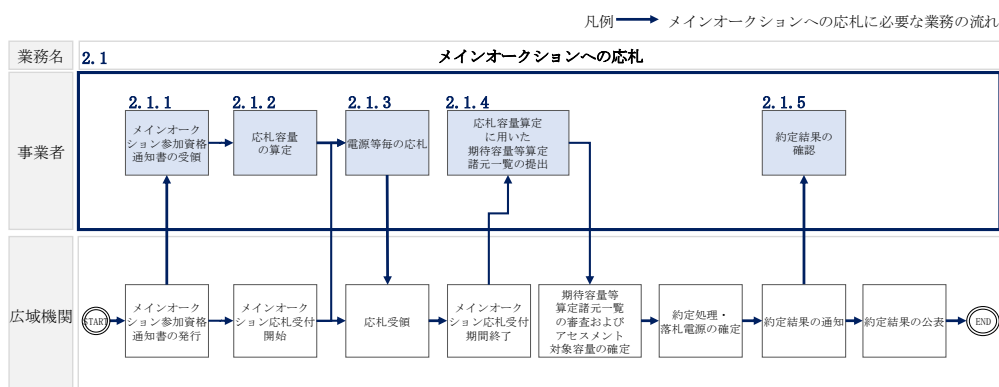 凡例 メインオークションへの応札に必要な業務の流れ
業務名
2.1
メインオークションへの応札
事業者
2.1.1
メインオーク
ション参加資格
通知書の受領
2.1.2
応札容量
の算定
2.1.3
電源等毎の応札
2.1.4
応札容量算定
に用いた
期待容量等算定
諸元一覧の提出
2.1.5
約定結果の
確認
広域機関
START
メインオーク
ション参加資格
通知書の発行
メインオーク
ション応札受付
開始
応札受領
メインオーク
ション応札受付
期間終了
期待容量等
算定諸元一覧
の審査および
アセスメント
対象容量の確定
約定処理・
落札電源の確定
約定結果の通知
約定結果の公表
END